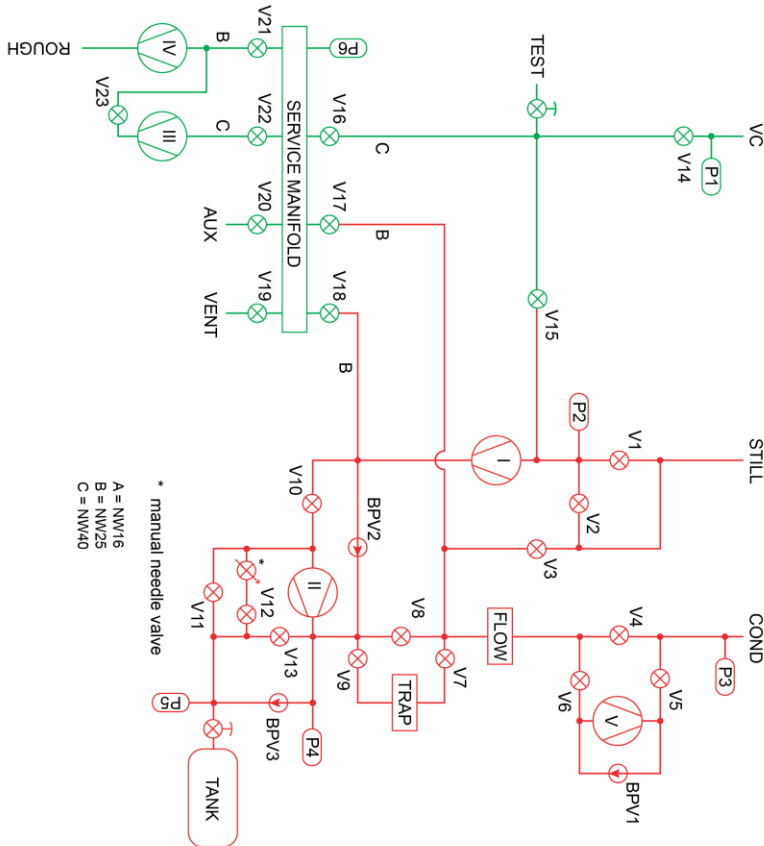 VC
P1
V14
TEST
V16
C
P6
SERVICE MANIFOLD
V21
B
IV
ROUGH
V23
III
C
V22
V20
AUX
V19
VENT
V17
B
V18
B
V15
STILL
V1
P2
V2
V3
I
BPV2
V10
II
V12
*
V11
V13
COND
P3
V4
V5
V6
V
BPV1
FLOW
V7
V8
V9
TRAP
P4
BPV3
P5
TANK
* manual needle valve
A = NW16
B = NW25
C = NW40